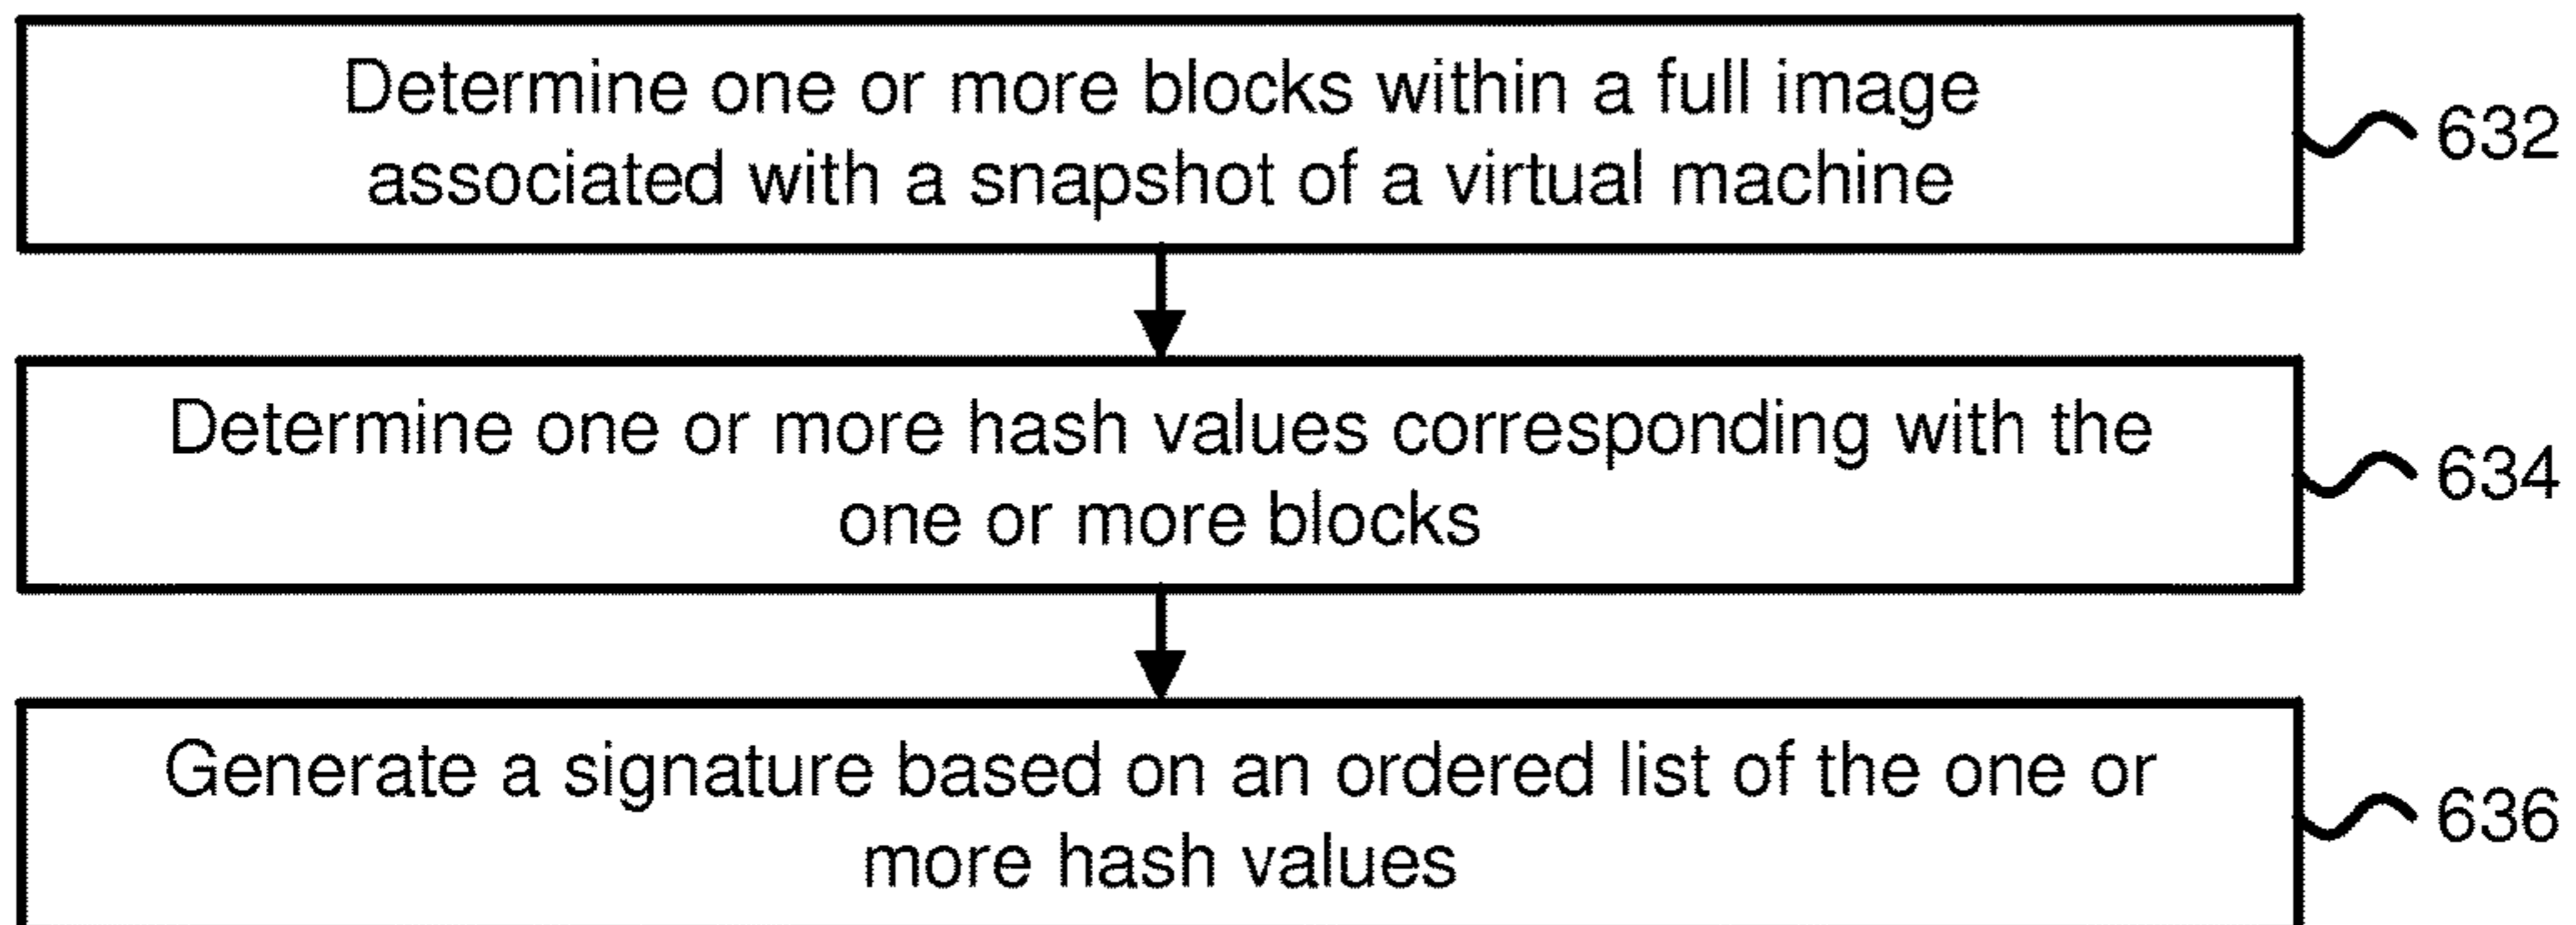 Determine one or more blocks within a full image
associated with a snapshot of a virtual machine
632
Determine one or more hash values corresponding with the
one or more blocks
634
Generate a signature based on an ordered list of the one or
more hash values
636